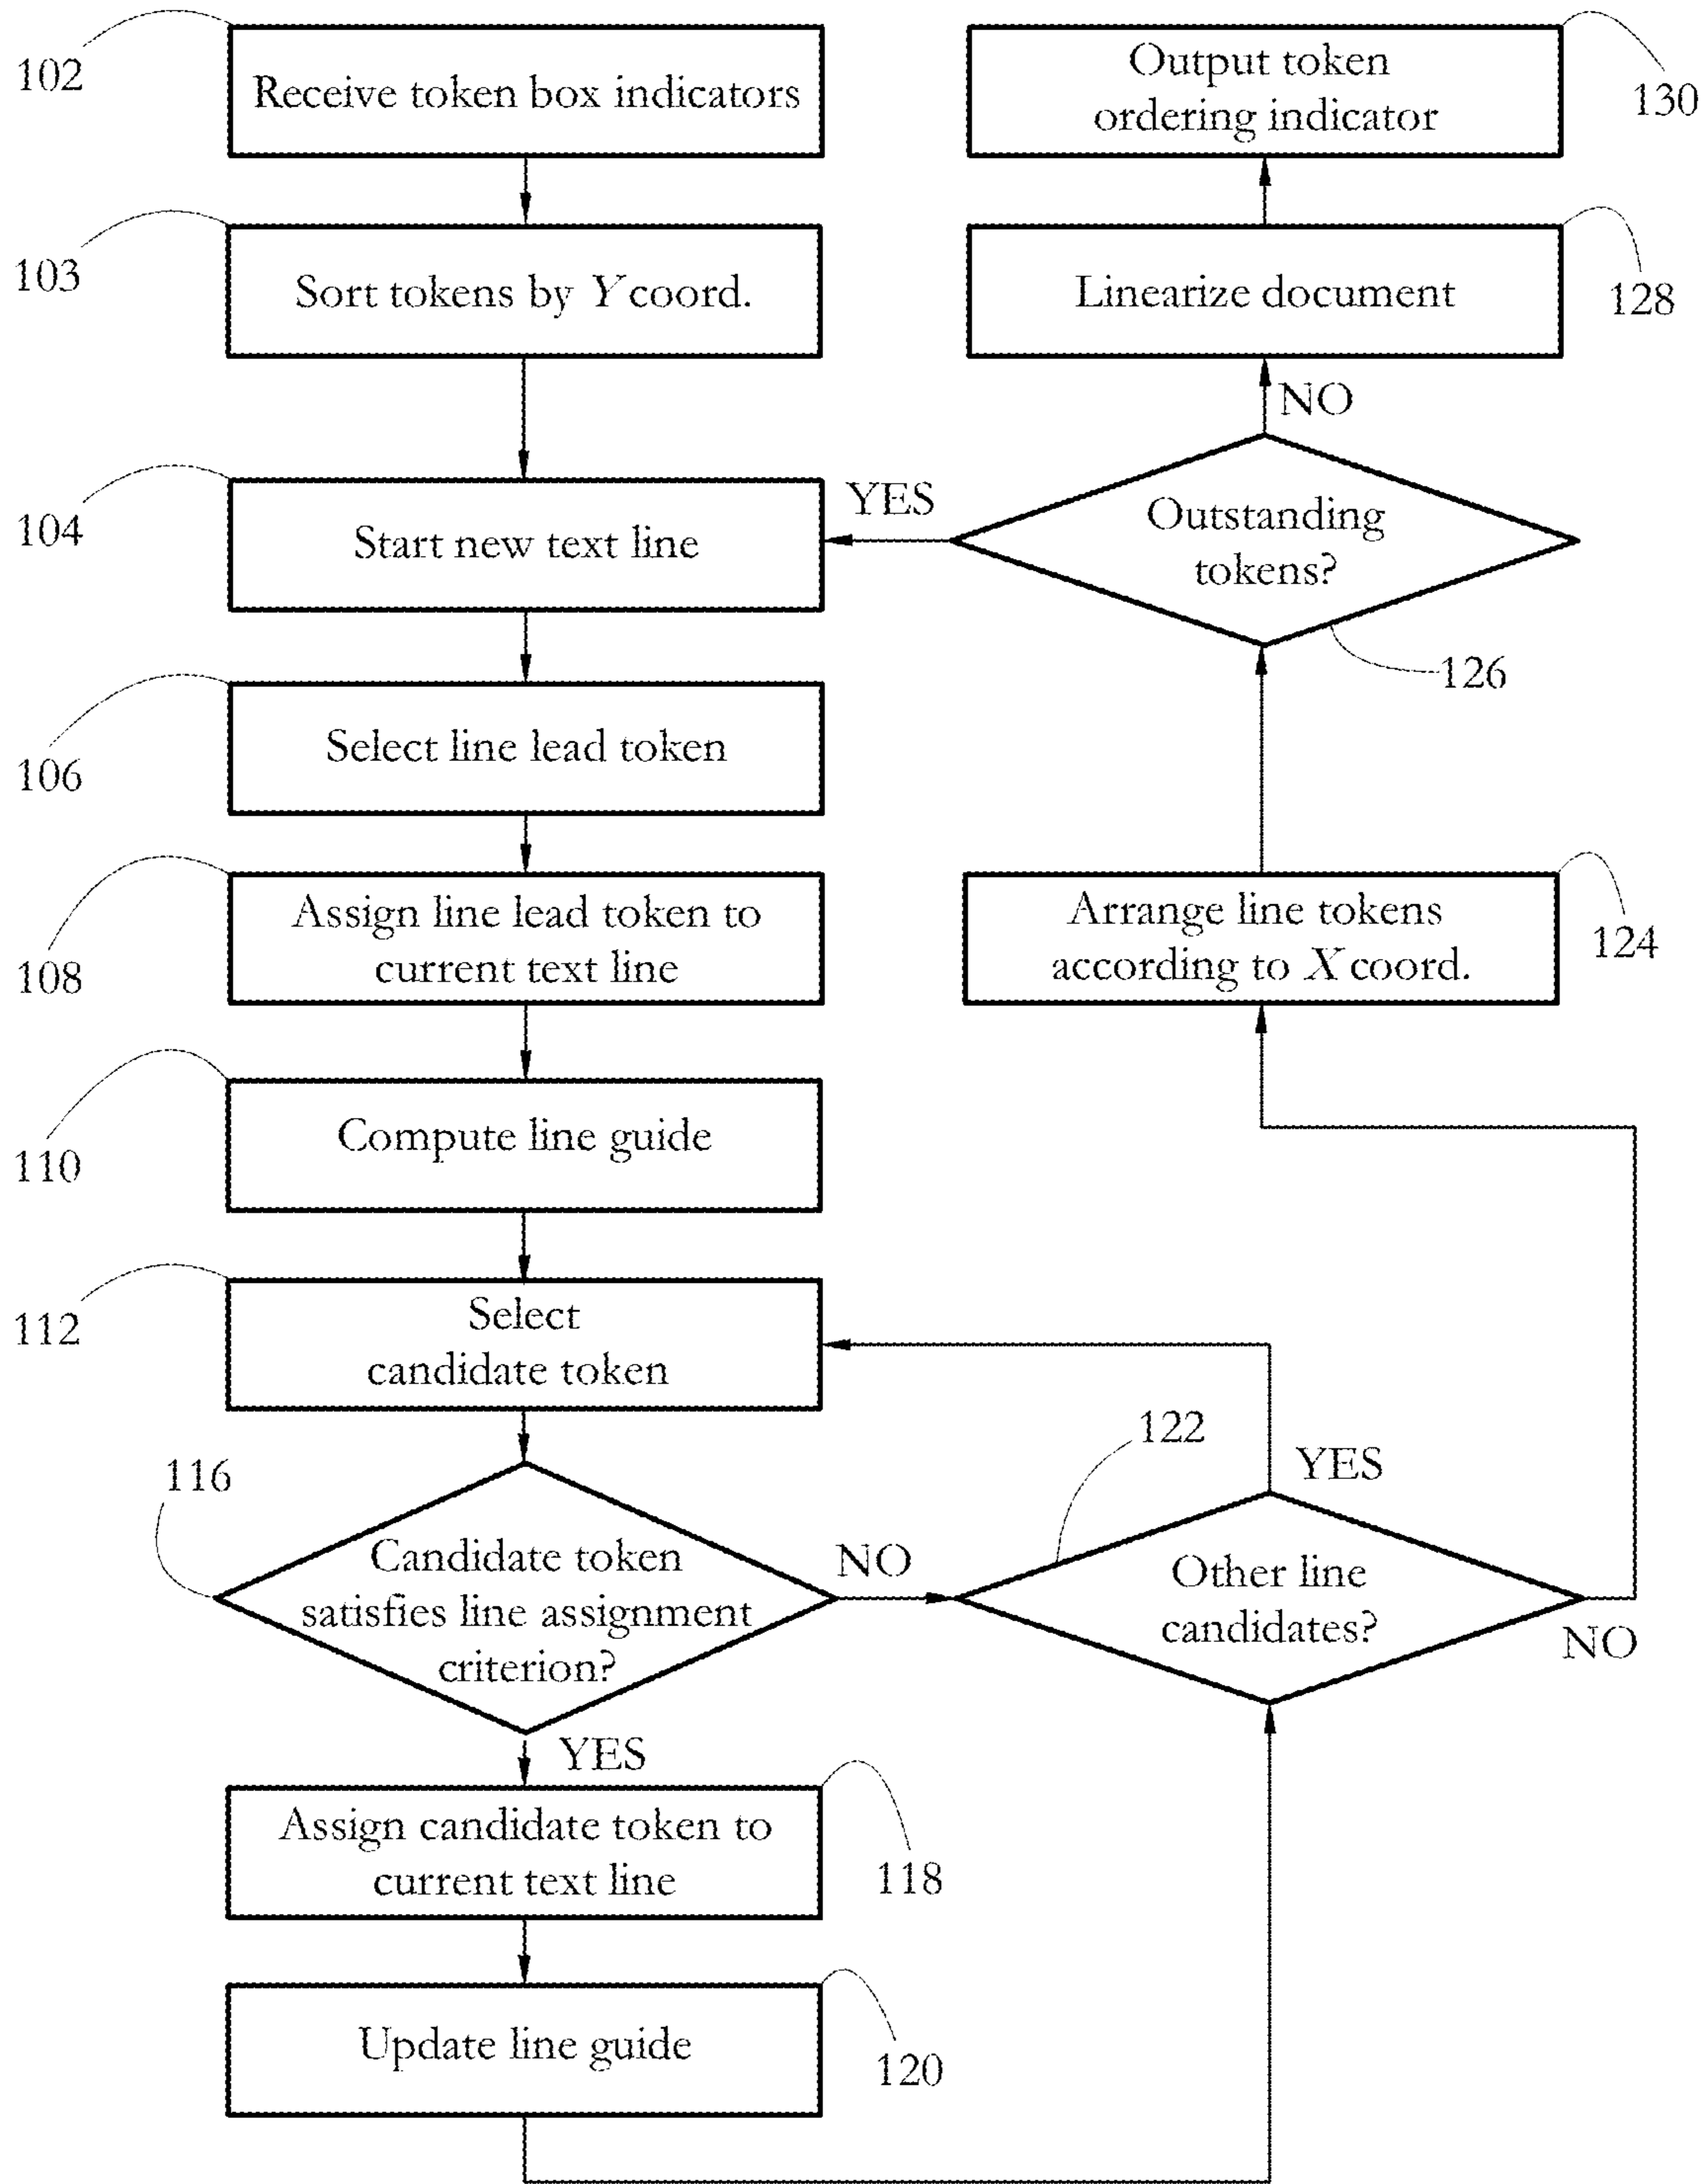 102
Receive token box indicators
103
Sort tokens by Y coord.
104
Start new text line
106
Select line lead token
108
Assign line lead token to
current text line
110
Compute line guide
112
Select
candidate token
116
Candidate token
satisfies line assignment
criterion?
NO
YES
118
Assign candidate token to
current text line
120
Update line guide
122
Other line
candidates?
YES
NO
124
Arrange line tokens
according to X coord.
126
Outstanding
tokens?
YES
NO
128
Linearize document
130
Output token
ordering indicator